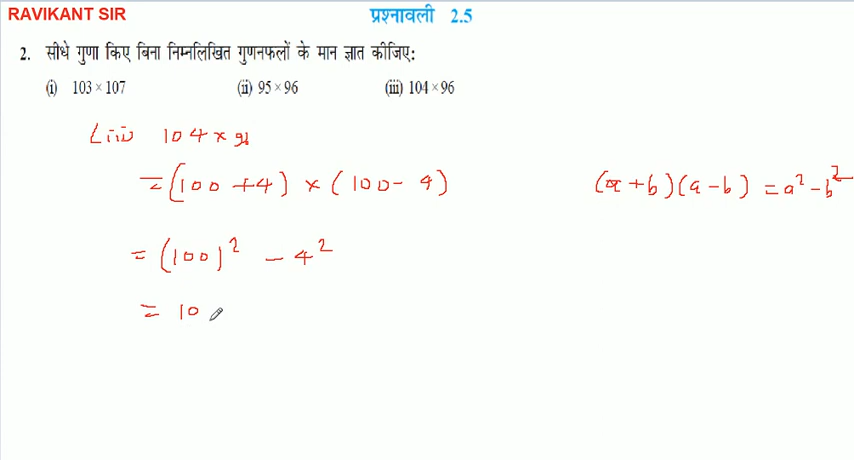 RAVIKANT SIR
प्रश्नावली 2.5
2. सीधे गुणा किए बिना निम्नलिखित गुणनफलों के मान ज्ञात कीजिए:
(i) 103 × 107 (ii) 95 × 96 (iii) 104 × 96
(iii) 104 × 96
= (100 + 4) × (100 - 4) (a + b)(a - b) = a² - b²
= (100)² - 4²
= 10